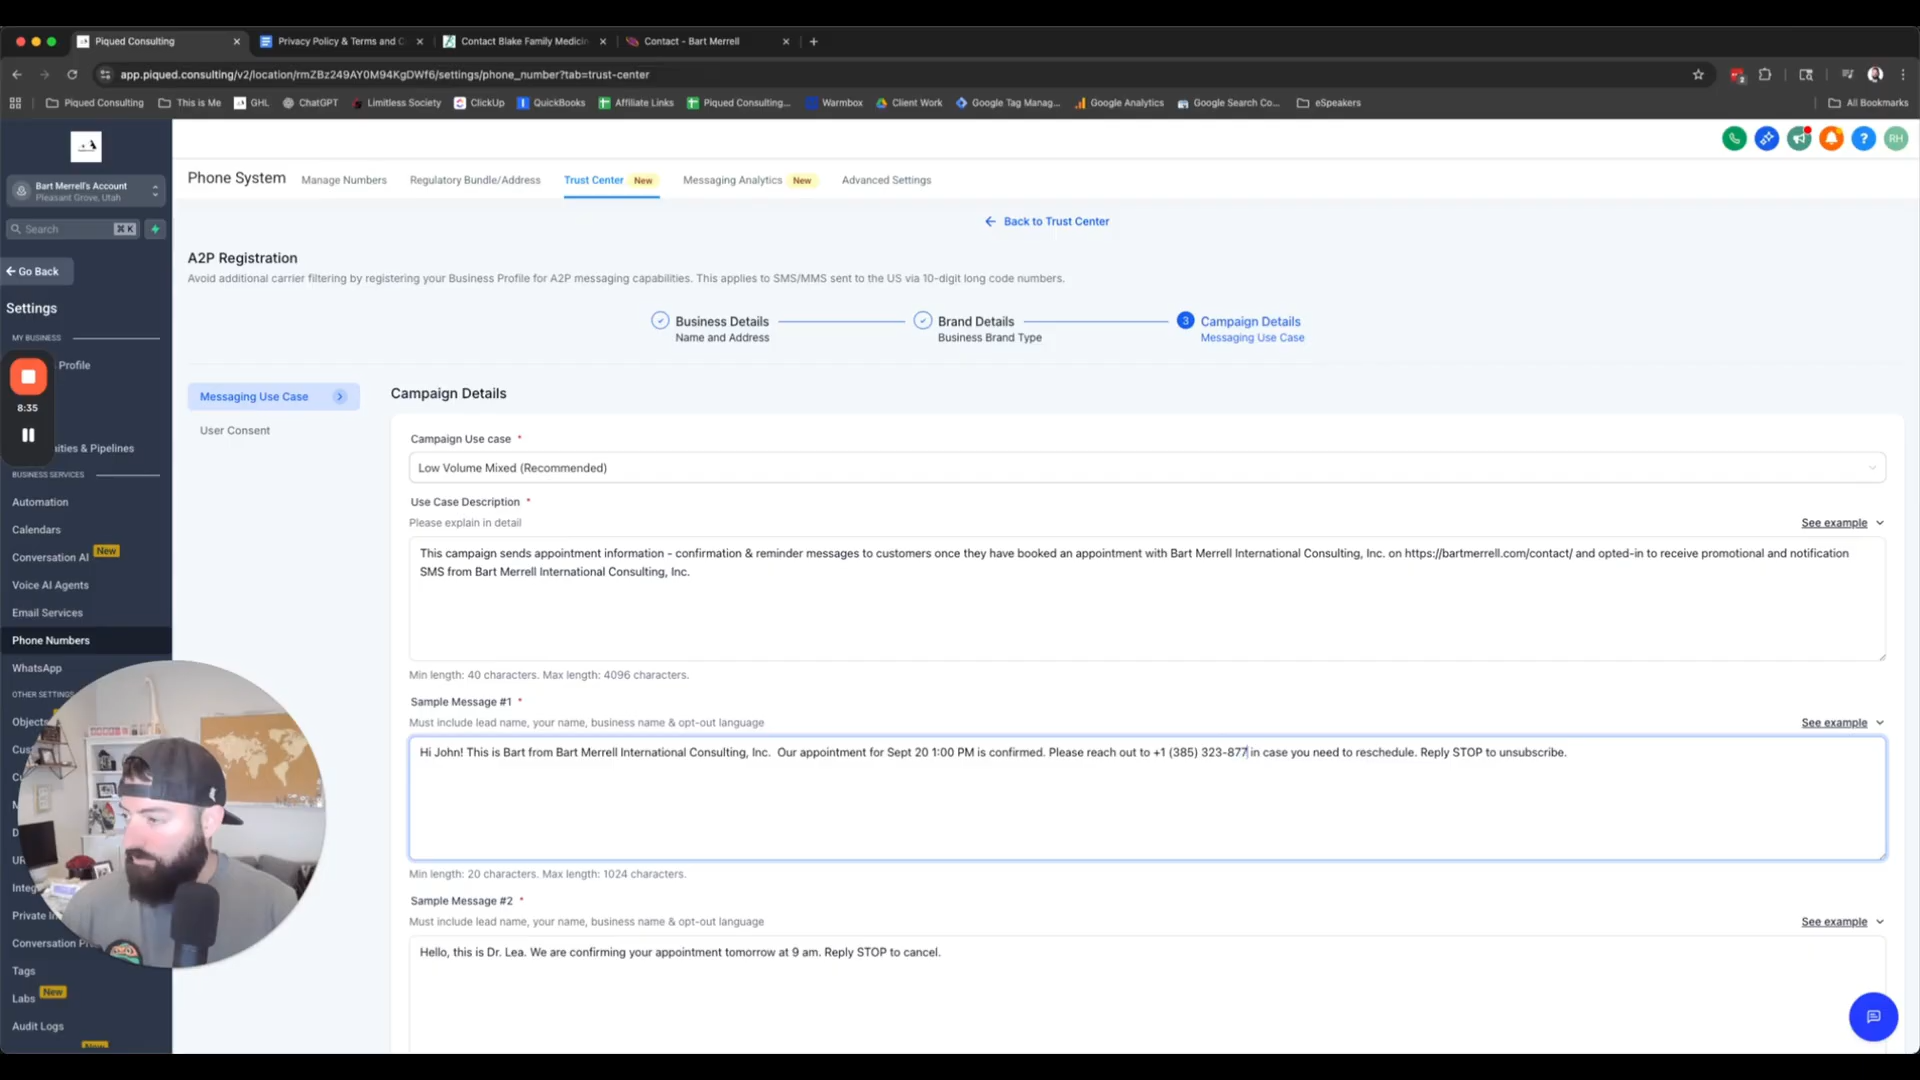 Piqued Consulting
Privacy Policy & Terms and C
Contact Blake Family Medicin
Contact - Bart Merrell
app.piqued.consulting/v2/location/rmZBz249AY0M94KgDWf6/settings/phone_number?tab=trust-center
Piqued Consulting
This is Me
GHL
ChatGPT
Limitless Society
ClickUp
QuickBooks
Affiliate Links
Piqued Consulting...
Warmbox
Client Work
Google Tag Manag...
Google Analytics
Google Search Co...
eSpeakers
All Bookmarks
RH
Bart Merrell's Account
Pleasant Grove, Utah
Search
⌘ K
Phone System
Manage Numbers
Regulatory Bundle/Address
Trust Center New
Messaging Analytics New
Advanced Settings
Go Back
Back to Trust Center
A2P Registration
Avoid additional carrier filtering by registering your Business Profile for A2P messaging capabilities. This applies to SMS/MMS sent to the US via 10-digit long code numbers.
Business Details
Name and Address
Brand Details
Business Brand Type
3
Campaign Details
Messaging Use Case
Settings
MY BUSINESS
Profile
8:35
ities & Pipelines
BUSINESS SERVICES
Automation
Calendars
Conversation AI New
Voice AI Agents
Email Services
Phone Numbers
WhatsApp
OTHER SETTINGS
Objects
Private In
Conversation Pr
Tags
Labs New
Audit Logs
New
Messaging Use Case
User Consent
Campaign Details
Campaign Use case *
Low Volume Mixed (Recommended)
Use Case Description *
Please explain in detail
See example
This campaign sends appointment information - confirmation & reminder messages to customers once they have booked an appointment with Bart Merrell International Consulting, Inc. on https://bartmerrell.com/contact/ and opted-in to receive promotional and notification
SMS from Bart Merrell International Consulting, Inc.
Min length: 40 characters. Max length: 4096 characters.
Sample Message #1 *
Must include lead name, your name, business name & opt-out language
See example
Hi John! This is Bart from Bart Merrell International Consulting, Inc.  Our appointment for Sept 20 1:00 PM is confirmed. Please reach out to +1 (385) 323-877 in case you need to reschedule. Reply STOP to unsubscribe.
Min length: 20 characters. Max length: 1024 characters.
Sample Message #2 *
Must include lead name, your name, business name & opt-out language
See example
Hello, this is Dr. Lea. We are confirming your appointment tomorrow at 9 am. Reply STOP to cancel.